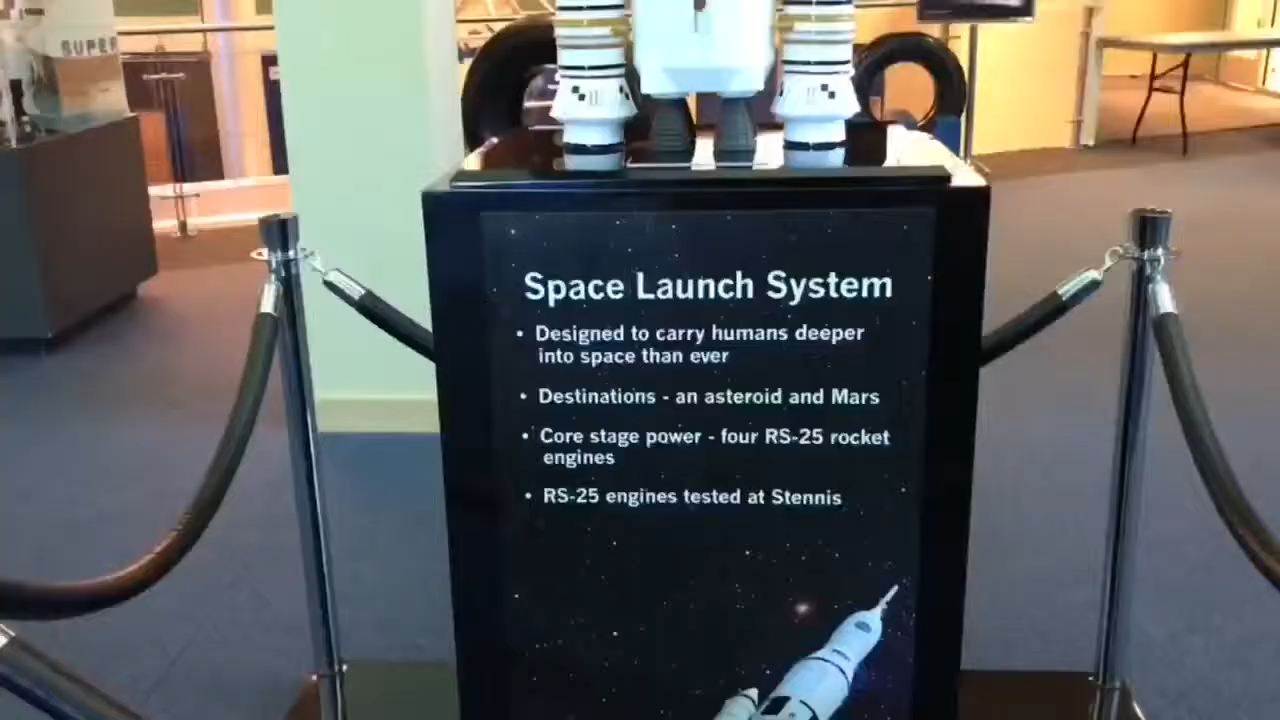 SUPER
Space Launch System
• Designed to carry humans deeper
into space than ever
• Destinations - an asteroid and Mars
• Core stage power - four RS-25 rocket
engines
• RS-25 engines tested at Stennis